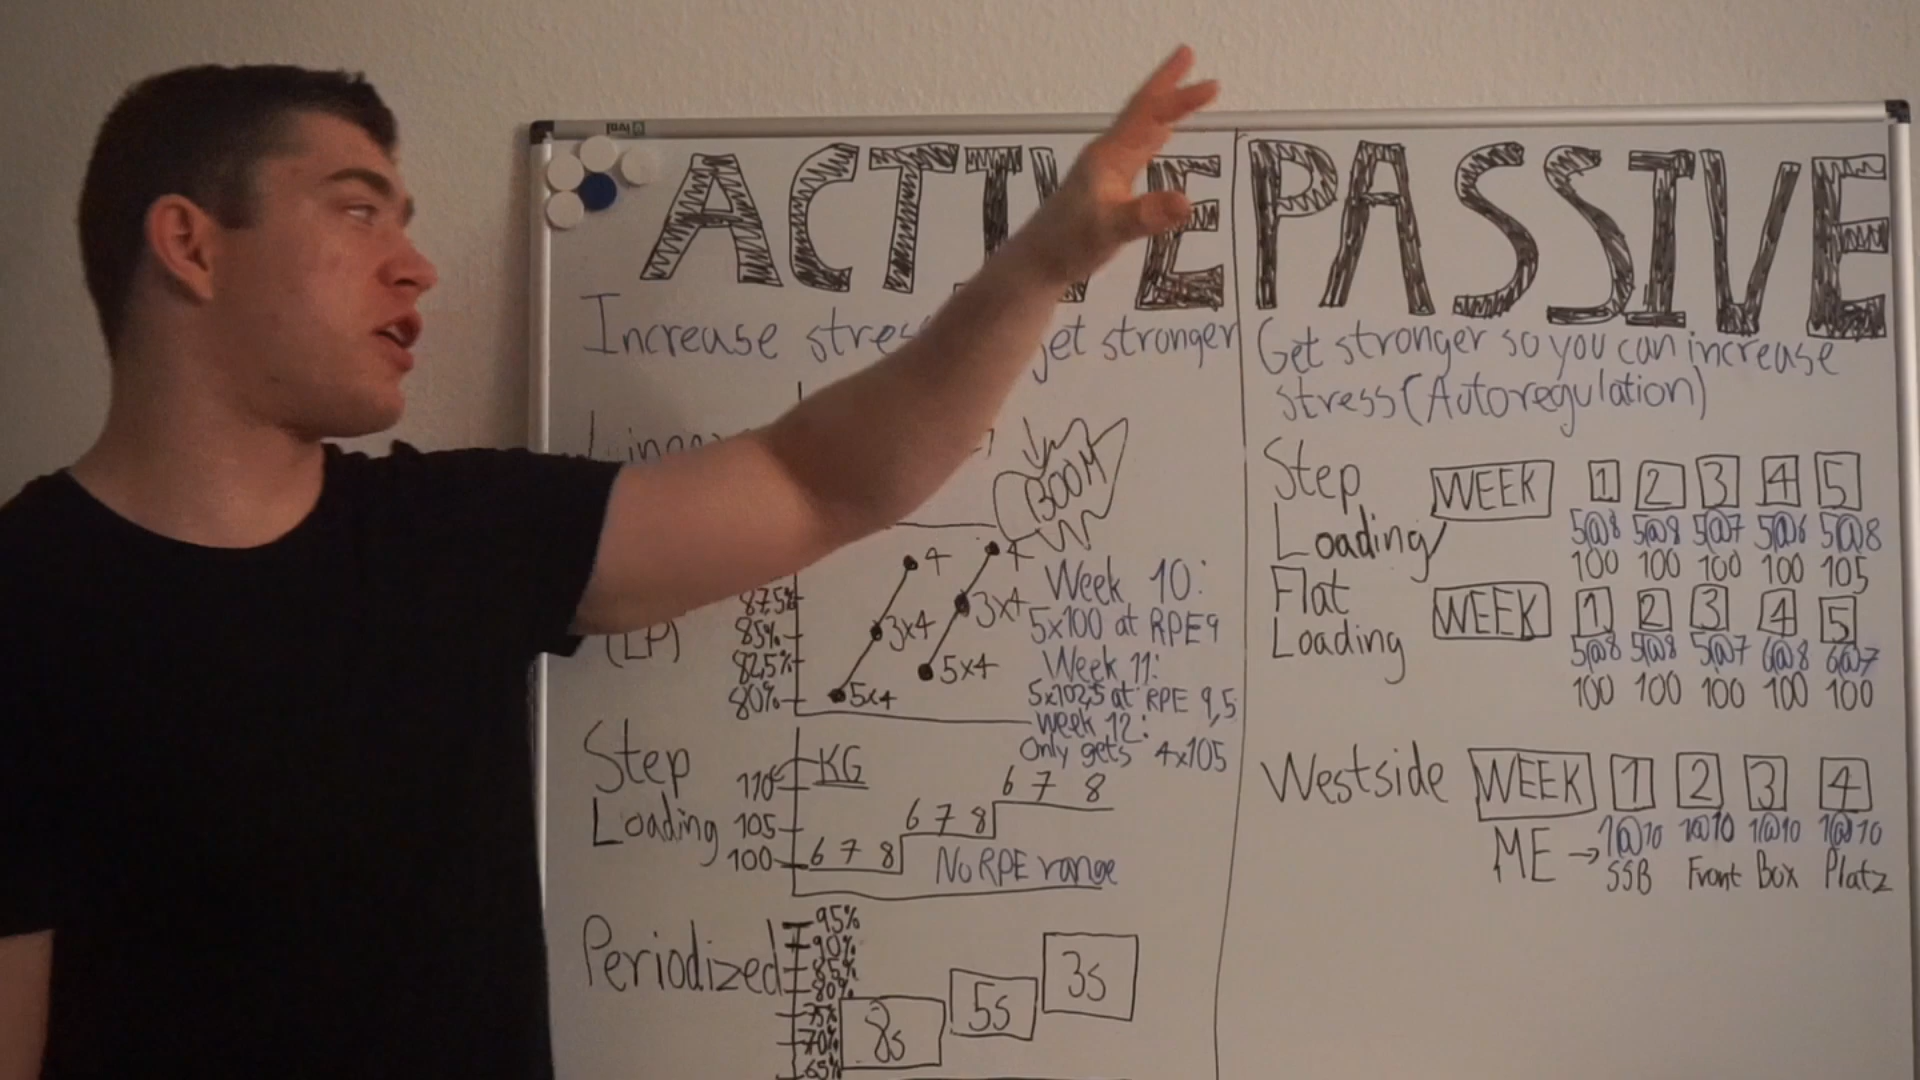 ACTIVE
Increase stress get stronger
BOOM
4 4
87.5% 3x4 3x4
85%
82.5% 5x4
80% 5x4
(LP)
Week 10:
5x100 at RPE9
Week 11:
5x102,5 at RPE 9,5
Week 12:
Only gets 4x105
Step
Loading
KG
110
105
100
6 7 8
6 7 8
6 7 8
No RPE range
Periodized
95%
90%
85%
80%
75%
70%
65%
8s
5s
3s
PASSIVE
Get stronger so you can increase
stress (Autoregulation)
Step
Loading
WEEK 1 2 3 4 5
5@8 5@8 5@7 5@6 5@8
100 100 100 100 105
Flat
Loading
WEEK 1 2 3 4 5
5@8 5@8 5@7 6@8 6@7
100 100 100 100 100
Westside WEEK 1 2 3 4
ME → 1@10 1@10 1@10 1@10
SSB Front Box Platz